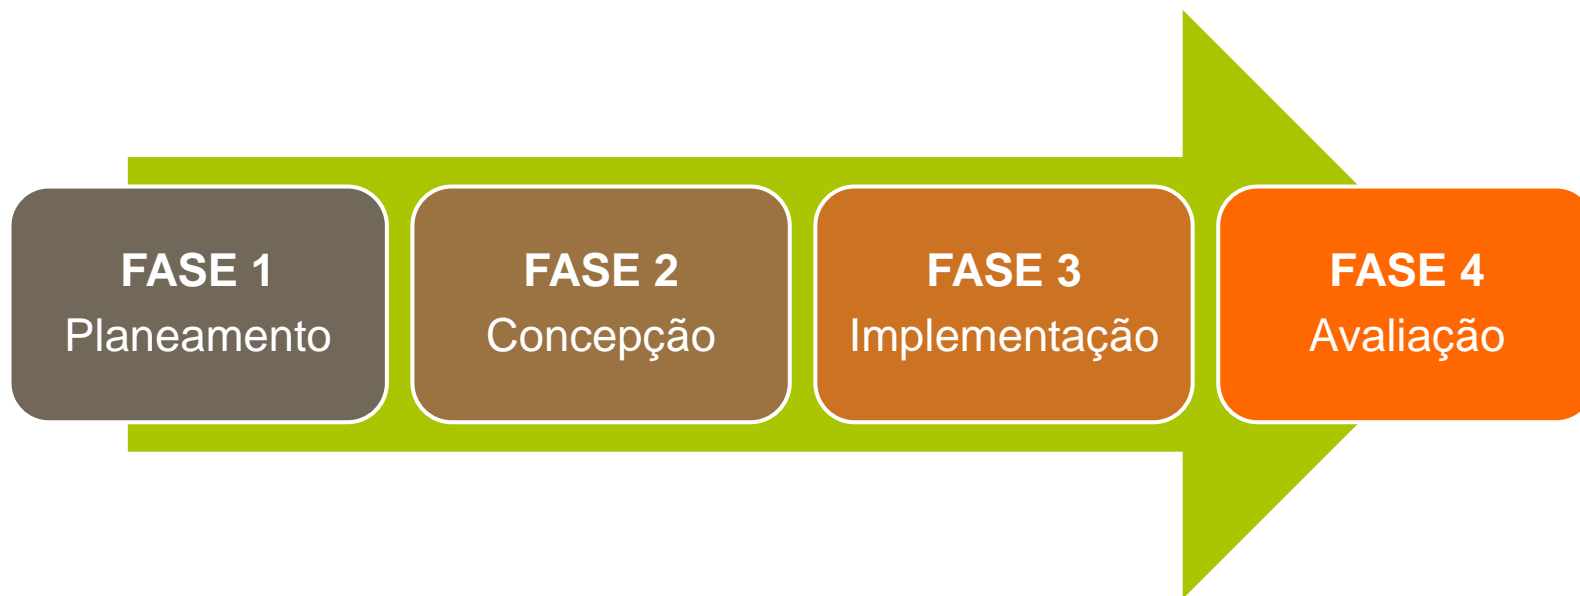 FASE 1
Planeamento
FASE 2
Concepção
FASE 3
Implementação
FASE 4
Avaliação